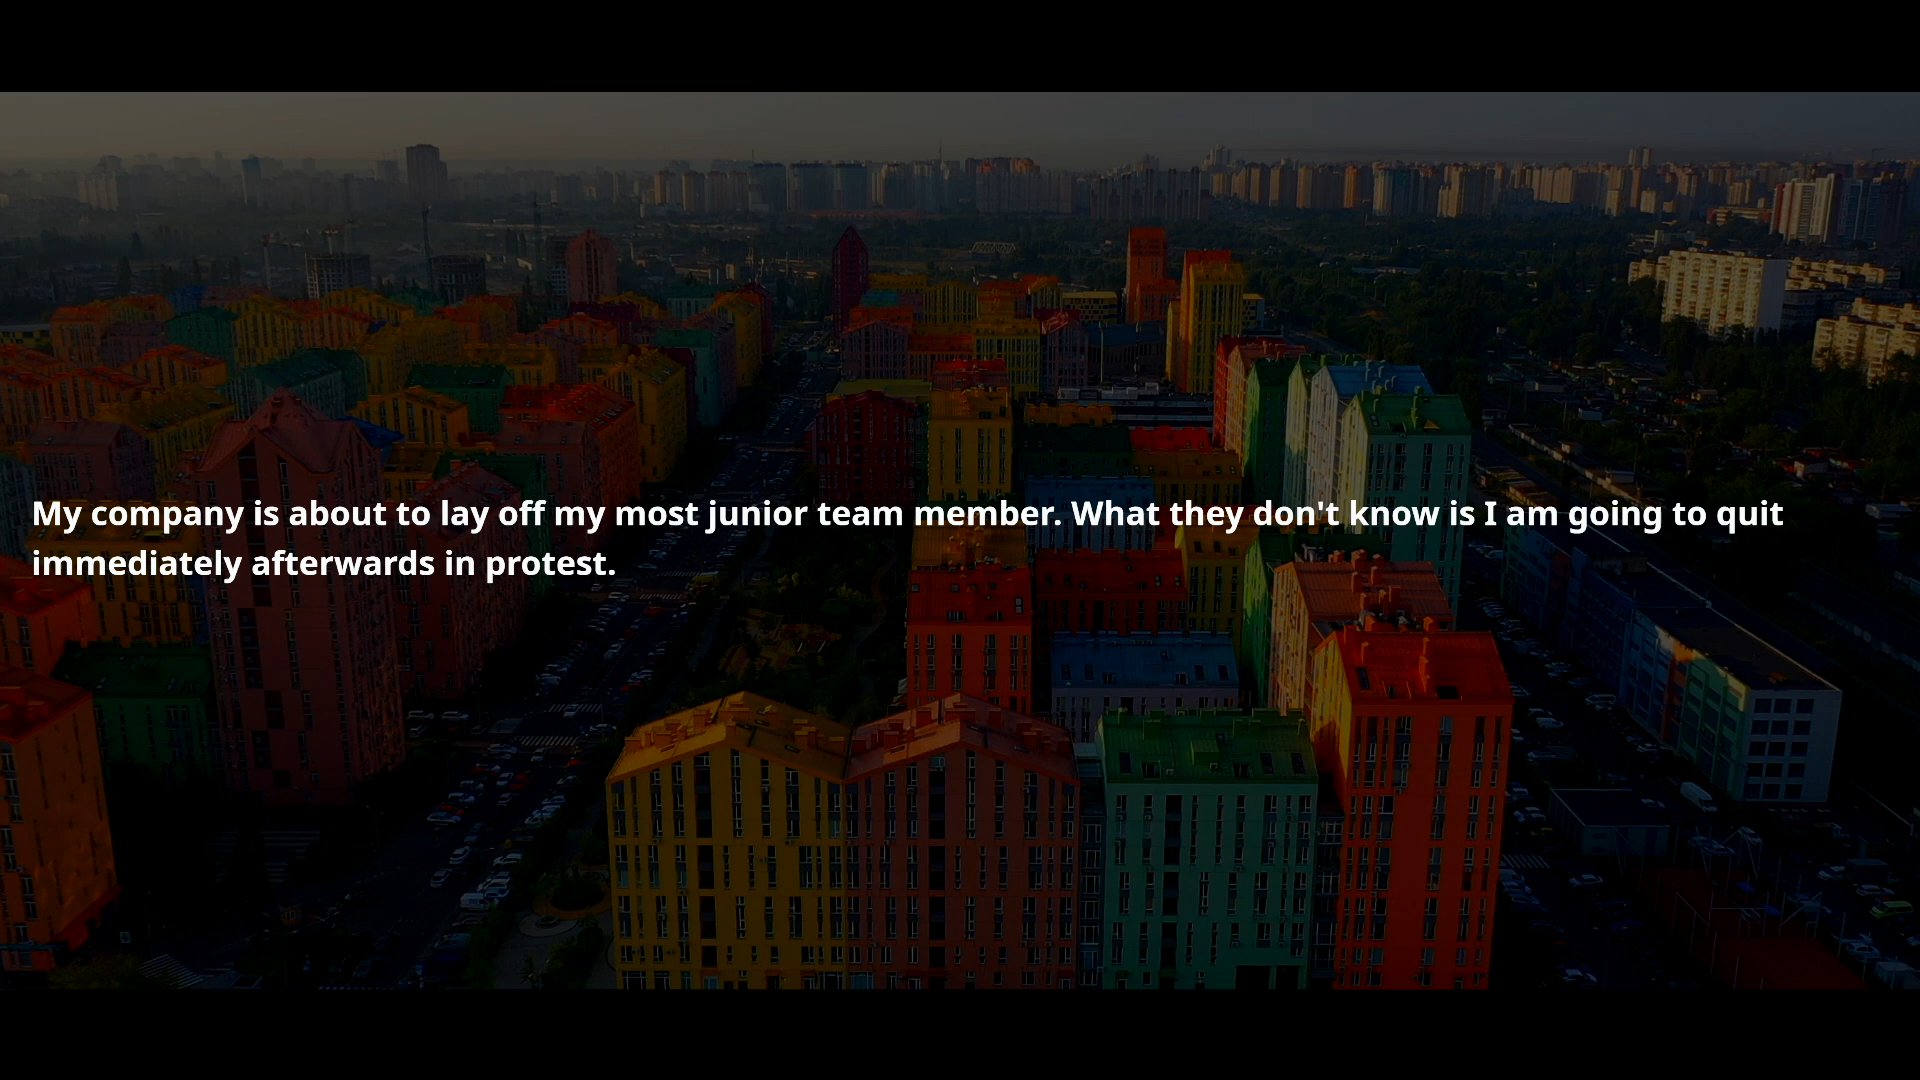 My company is about to lay off my most junior team member. What they don't know is I am going to quit
immediately afterwards in protest.